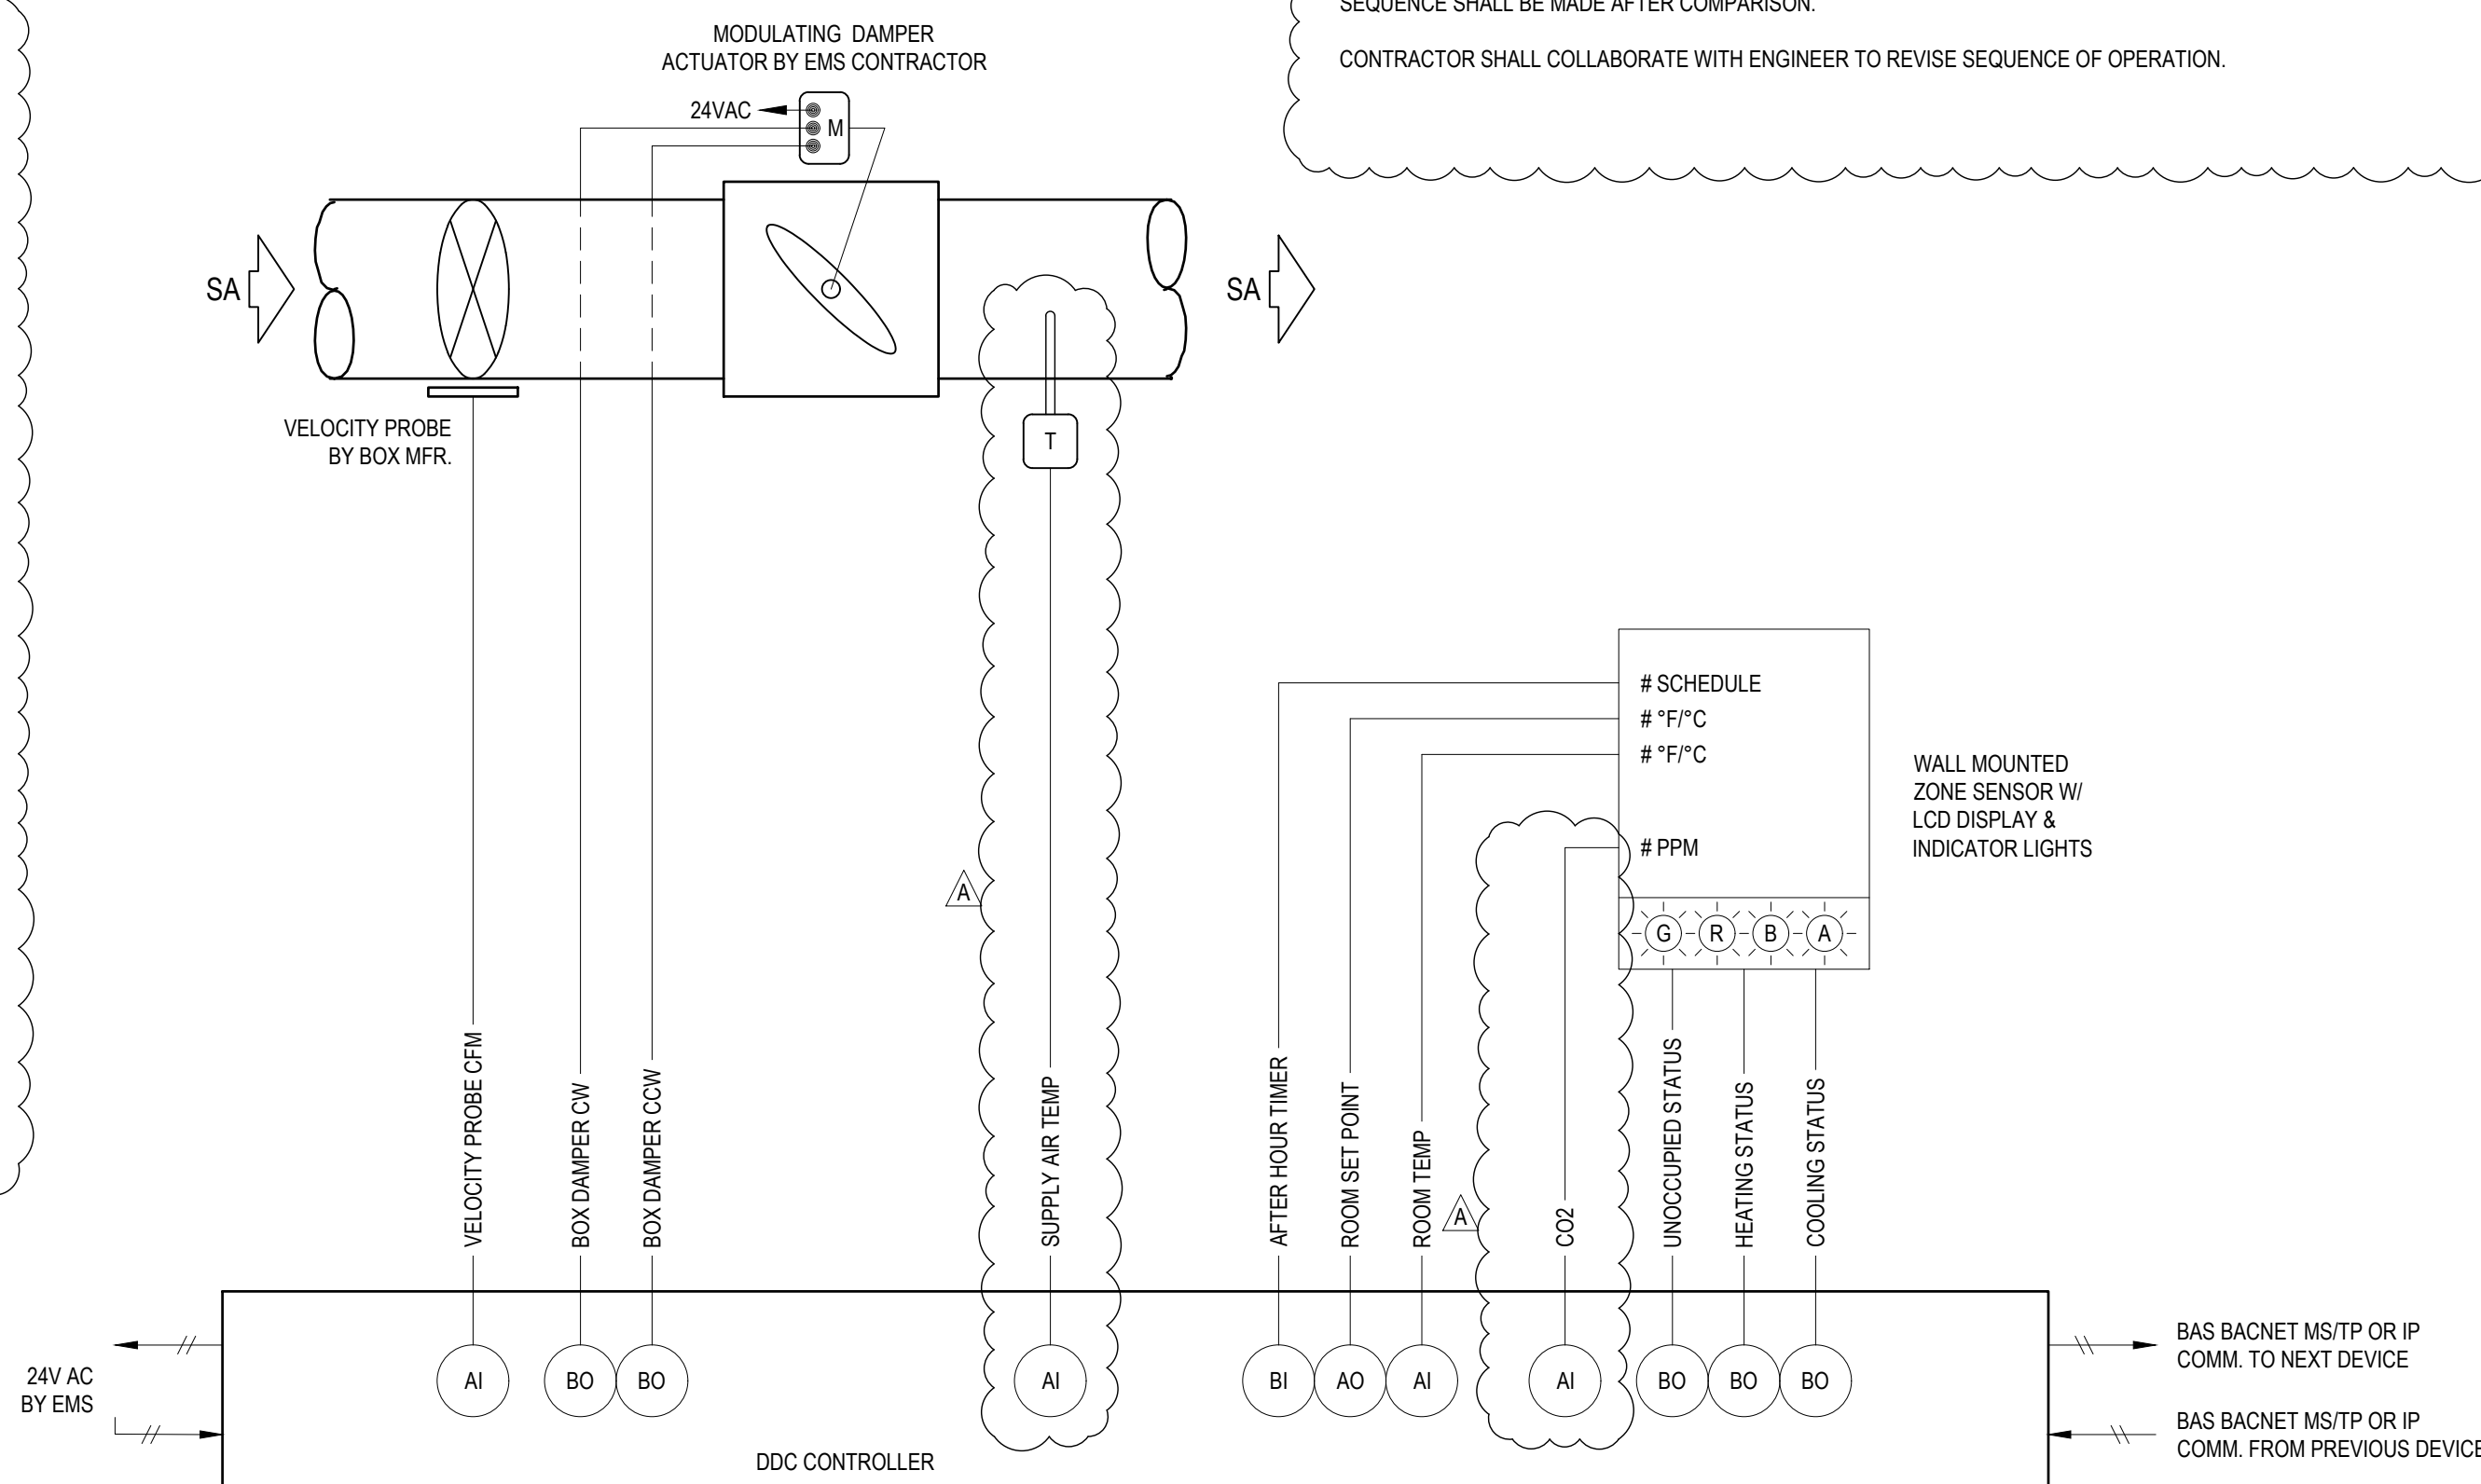 SEQUENCE SHALL BE MADE AFTER COMPARISON.
CONTRACTOR SHALL COLLABORATE WITH ENGINEER TO REVISE SEQUENCE OF OPERATION.
MODULATING DAMPER
ACTUATOR BY EMS CONTRACTOR
24VAC
M
SA
SA
VELOCITY PROBE
BY BOX MFR.
T
# SCHEDULE
# °F/°C
# °F/°C
# PPM
WALL MOUNTED
ZONE SENSOR W/
LCD DISPLAY &
INDICATOR LIGHTS
A
G R B A
VELOCITY PROBE CFM
BOX DAMPER CW
BOX DAMPER CCW
SUPPLY AIR TEMP
AFTER HOUR TIMER
ROOM SET POINT
ROOM TEMP
A
CO2
UNOCCUPIED STATUS
HEATING STATUS
COOLING STATUS
24V AC
BY EMS
AI BO BO AI BI AO AI AI BO BO BO
BAS BACNET MS/TP OR IP
COMM. TO NEXT DEVICE
BAS BACNET MS/TP OR IP
COMM. FROM PREVIOUS DEVICE
DDC CONTROLLER